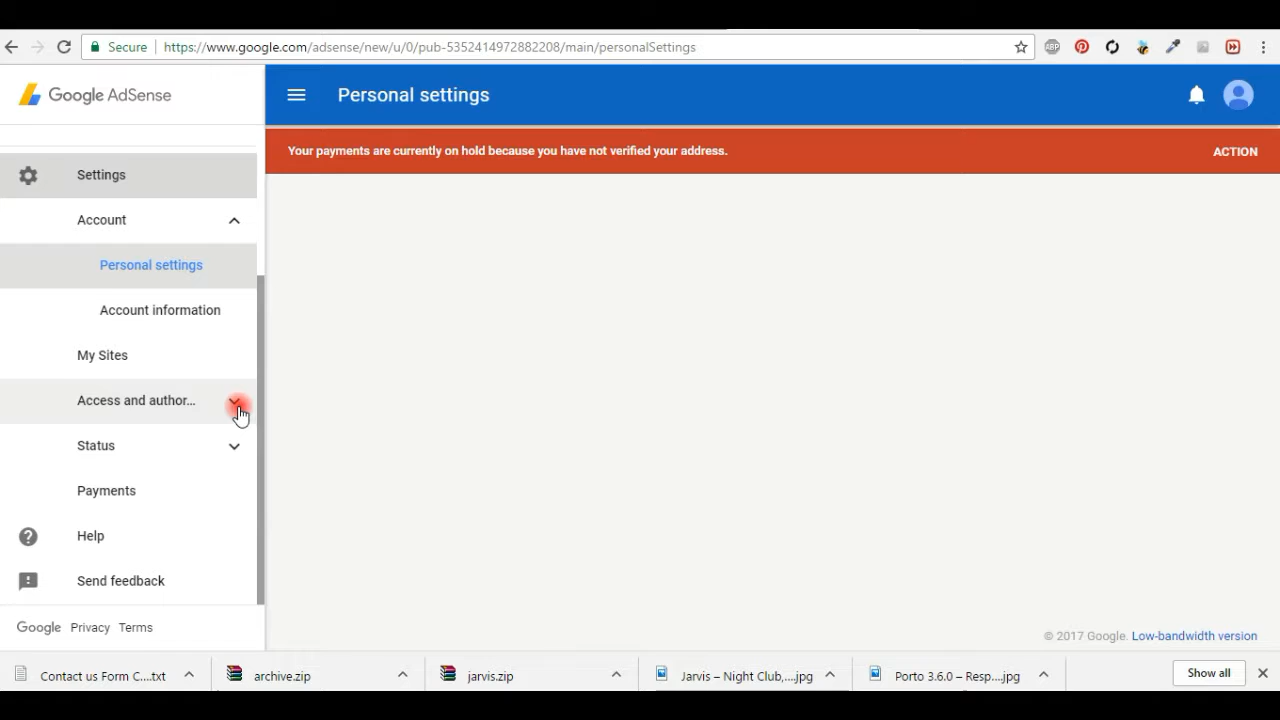 Secure
https://www.google.com/adsense/new/u/0/pub-5352414972882208/main/personalSettings
ABP
Google AdSense
Personal settings
Your payments are currently on hold because you have not verified your address.
ACTION
Settings
Account
Personal settings
Account information
My Sites
Access and author...
Status
Payments
Help
Send feedback
Google Privacy Terms
© 2017 Google. Low-bandwidth version
Contact us Form C....txt
archive.zip
jarvis.zip
Jarvis – Night Club,....jpg
Porto 3.6.0 – Resp....jpg
Show all